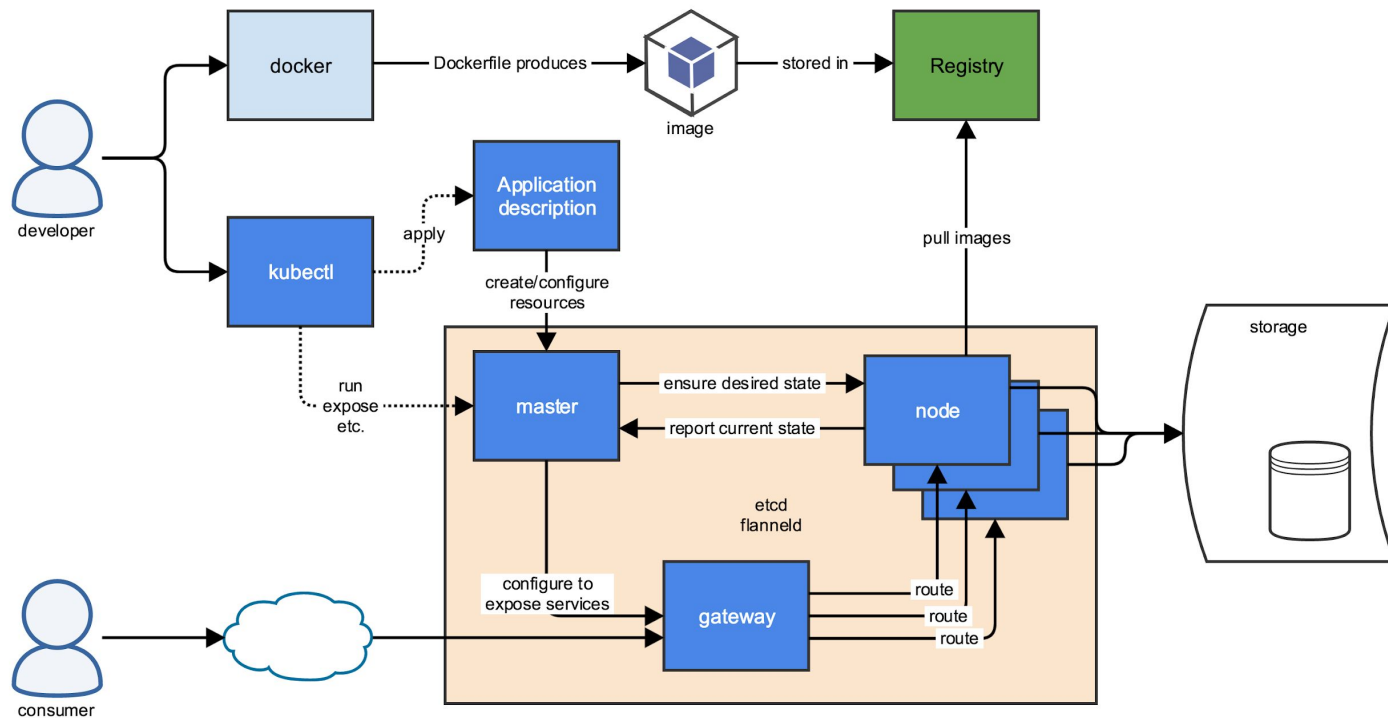 docker
Dockerfile produces
image
stored in
Registry
developer
kubectl
apply
Application
description
create/configure
resources
pull images
run
expose
etc.
master
ensure desired state
report current state
node
storage
etcd
flanneld
configure to
expose services
gateway
route
route
route
consumer